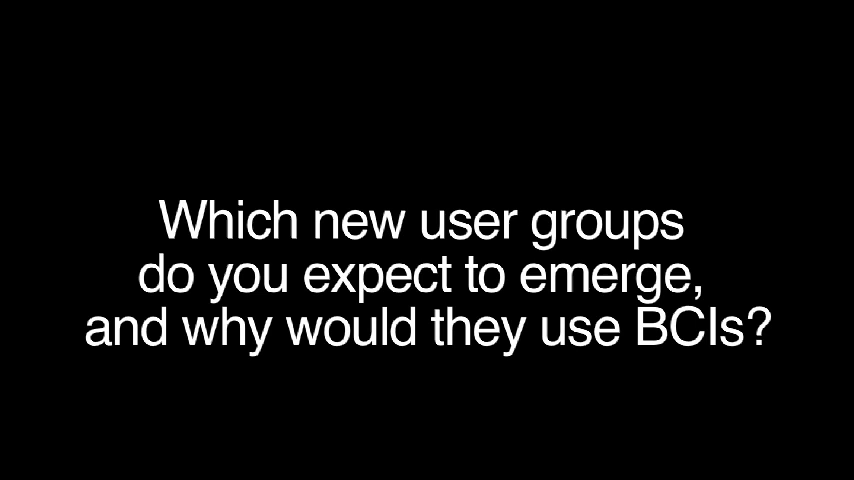 Which new user groups
do you expect to emerge,
and why would they use BCIs?